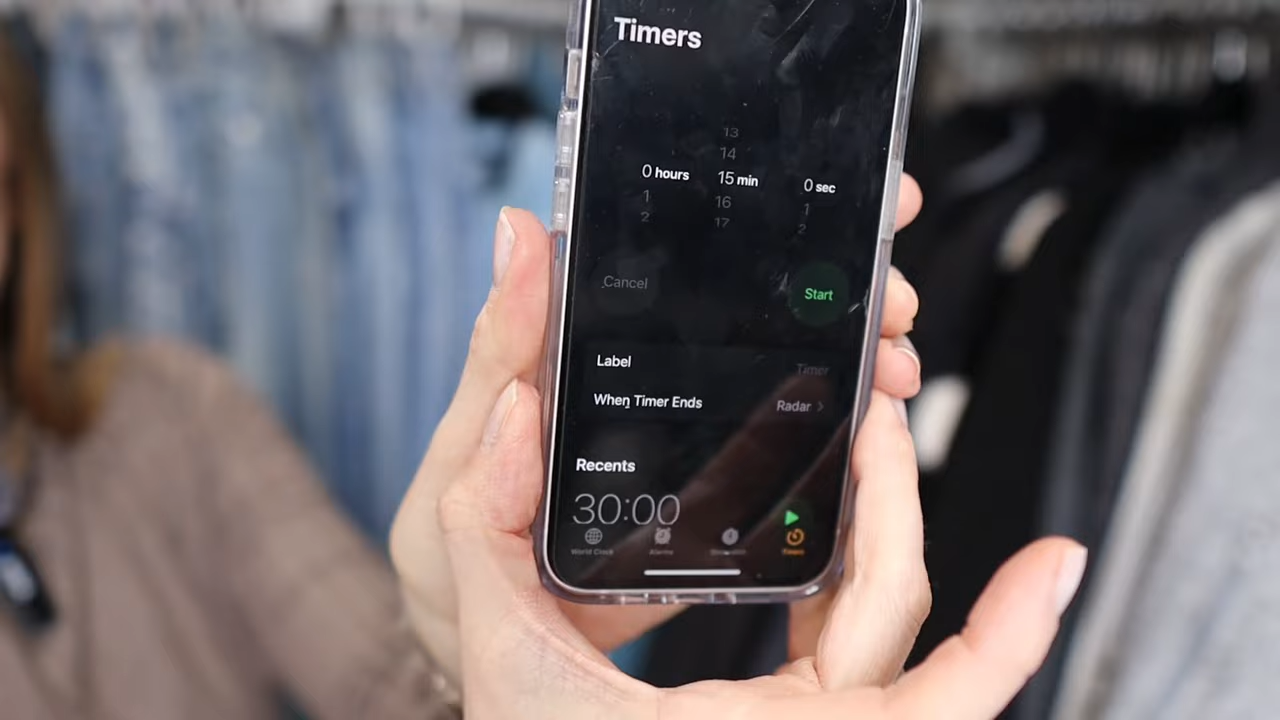 Timers
13
14
0 hours 15 min 0 sec
1 16 1
2 17 2
Cancel Start
Label Timer
When Timer Ends Radar >
Recents
30:00
World Clock Alarms Timers